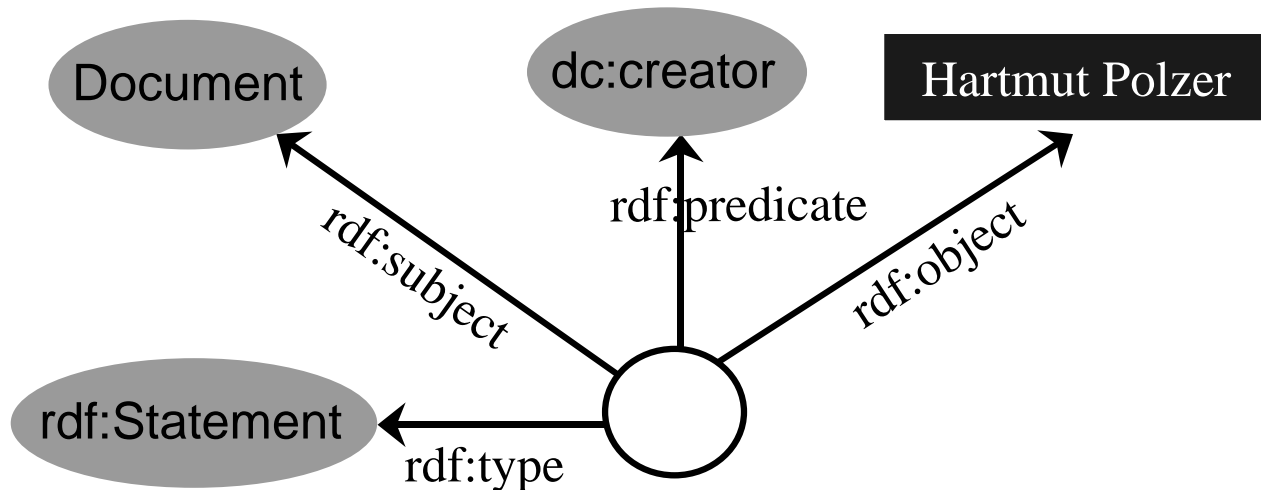 Document
dc:creator
Hartmut Polzer
rdf:predicate
rdf:subject
rdf:object
rdf:Statement
rdf:type